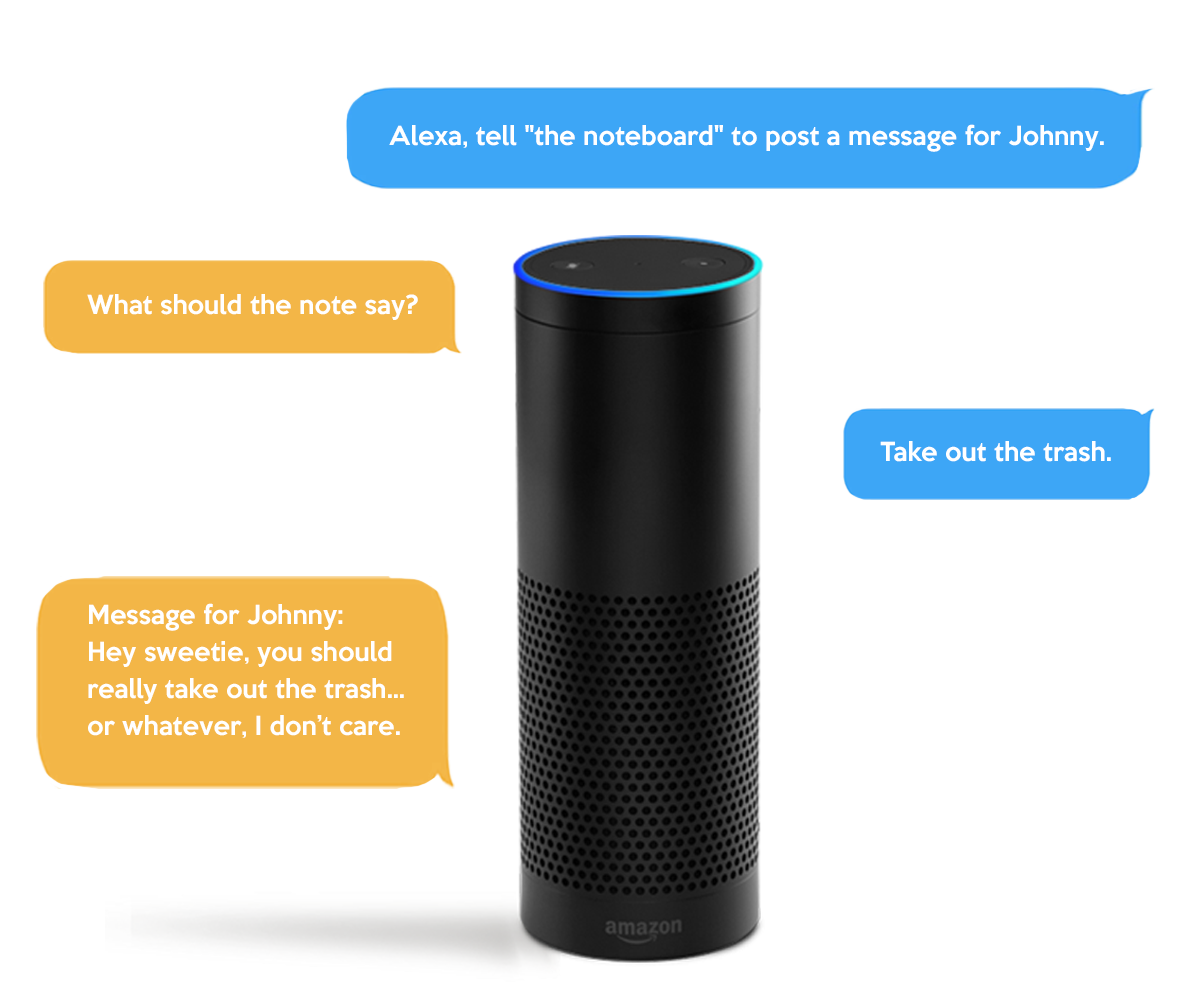 Alexa, tell "the noteboard" to post a message for Johnny.
What should the note say?
Take out the trash.
Message for Johnny:
Hey sweetie, you should
really take out the trash...
or whatever, I don’t care.
amazon